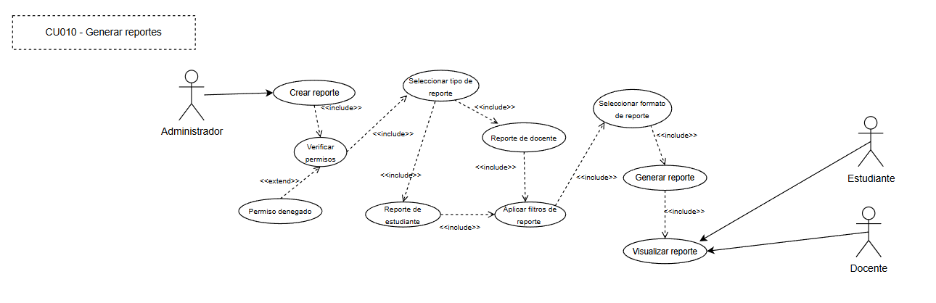 CU010 - Generar reportes
Administrador
Crear reporte
<<include>>
Verificar
permisos
<<extend>>
Permiso denegado
<<include>>
Seleccionar tipo de
reporte
<<include>>
Reporte de docente
<<include>>
<<include>>
Reporte de
estudiante
<<include>>
Aplicar filtros de
reporte
<<include>>
Seleccionar formato
de reporte
<<include>>
Generar reporte
<<include>>
Visualizar reporte
Estudiante
Docente